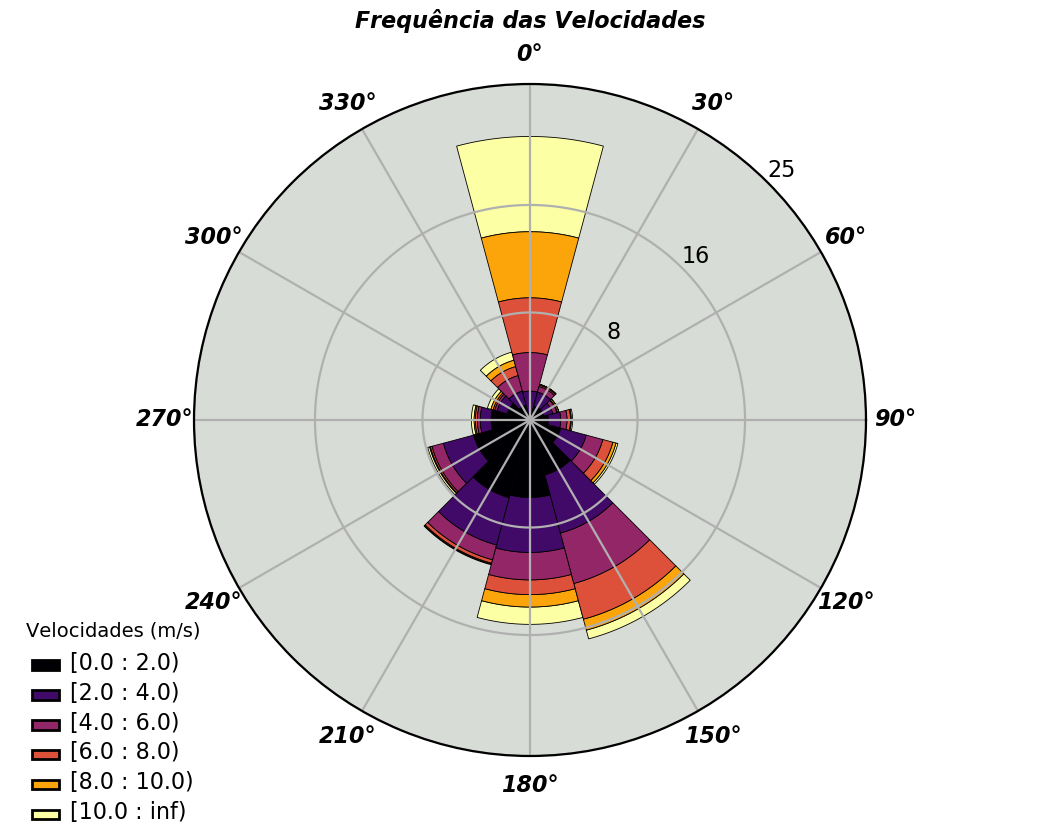 Frequência das Velocidades
0°
330°
30°
25
300°
60°
16
8
270°
90°
240°
120°
210°
150°
180°
Velocidades (m/s)
[0.0 : 2.0)
[2.0 : 4.0)
[4.0 : 6.0)
[6.0 : 8.0)
[8.0 : 10.0)
[10.0 : inf)